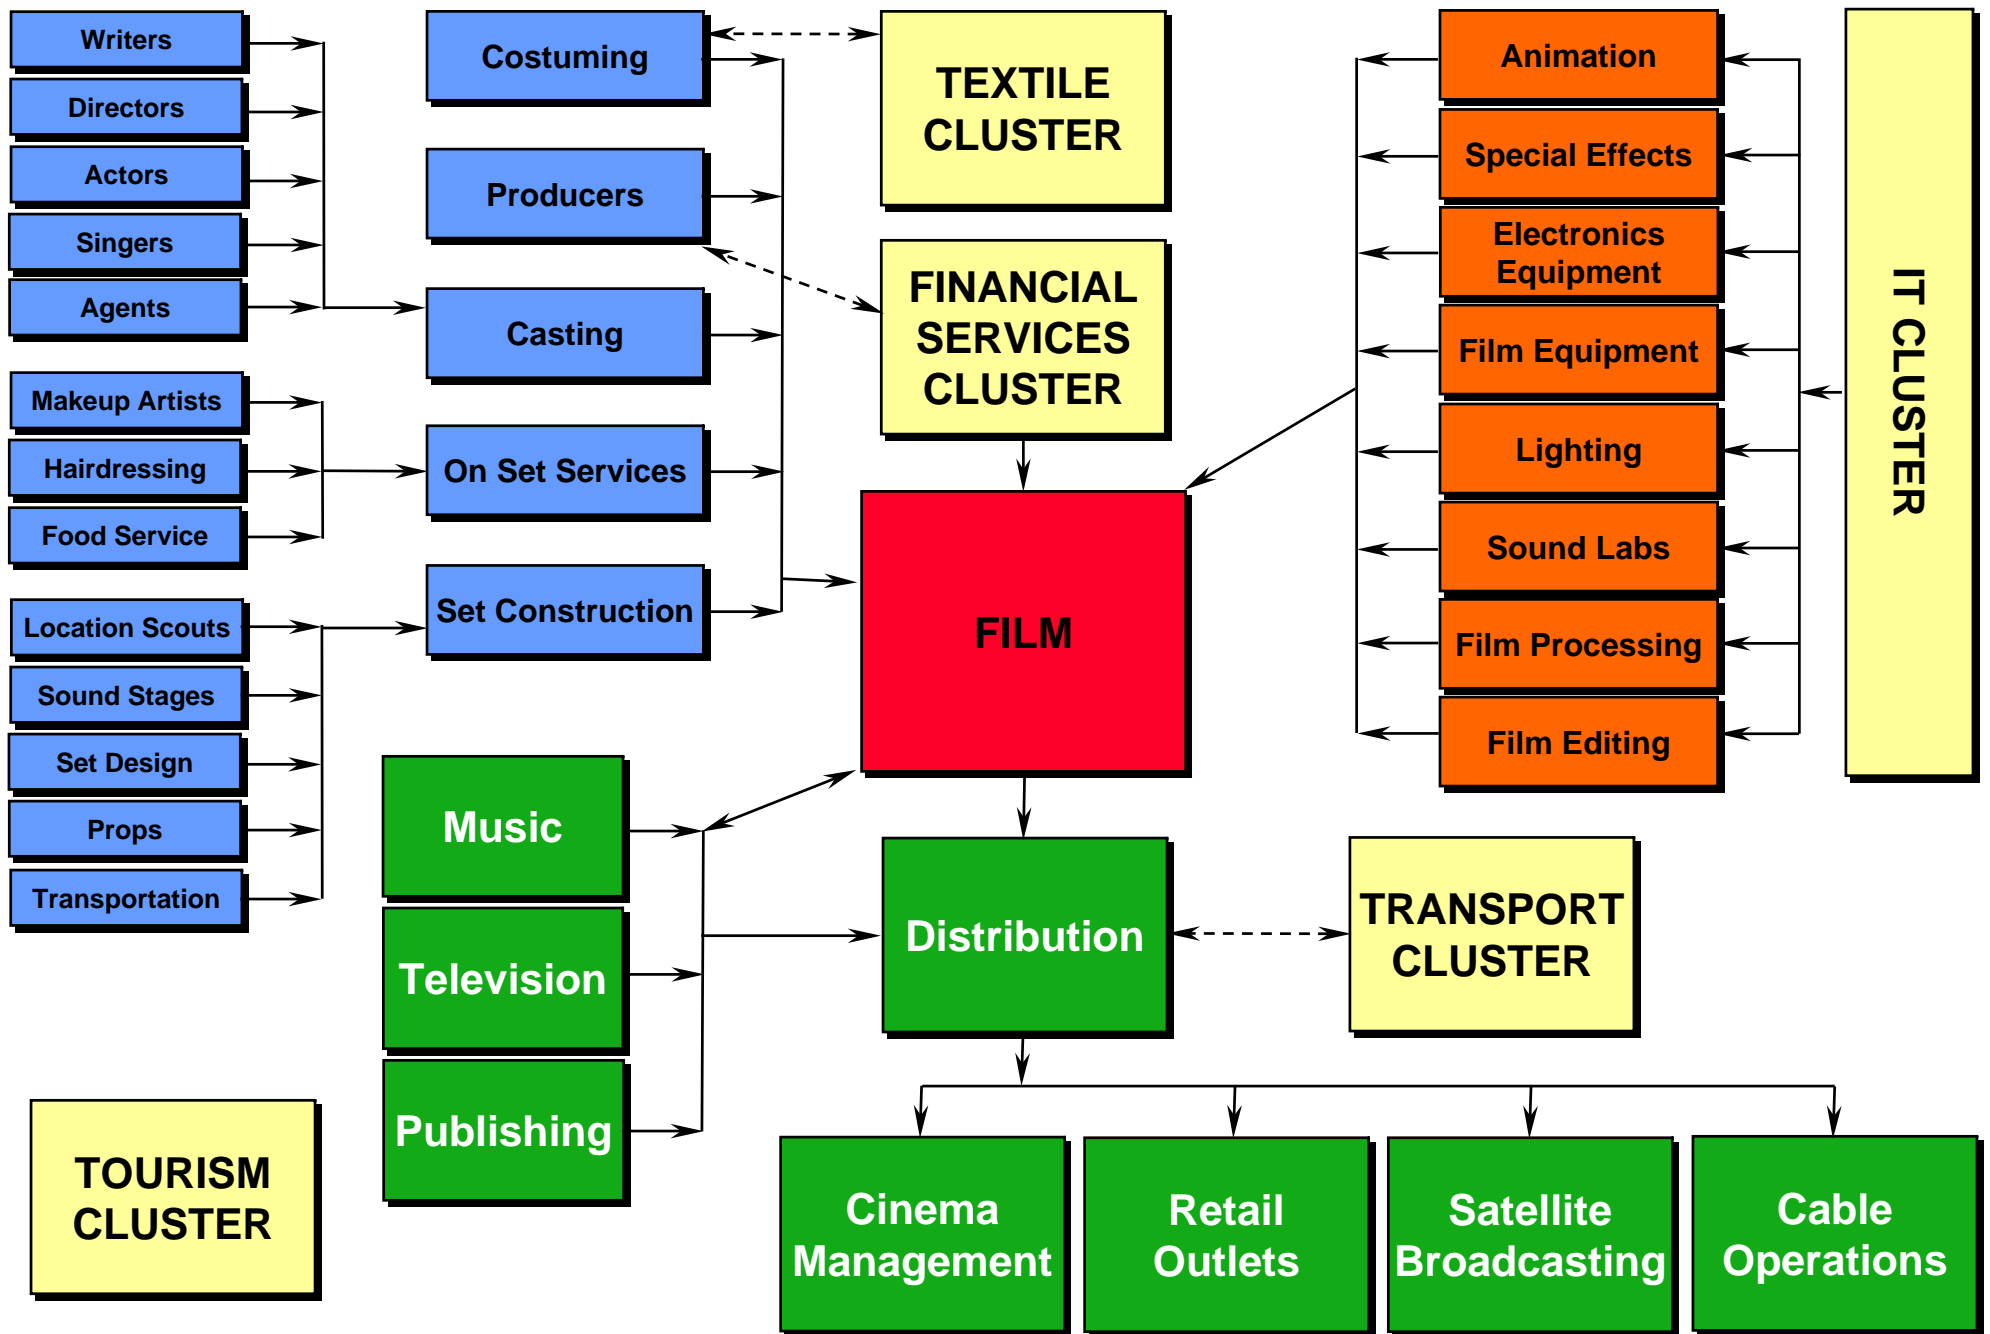 Writers
Directors
Actors
Singers
Agents
Makeup Artists
Hairdressing
Food Service
Location Scouts
Sound Stages
Set Design
Props
Transportation
TOURISM
CLUSTER
Costuming
Producers
Casting
On Set Services
Set Construction
Music
Television
Publishing
TEXTILE
CLUSTER
FINANCIAL
SERVICES
CLUSTER
FILM
Distribution
TRANSPORT
CLUSTER
Cinema
Management
Retail
Outlets
Satellite
Broadcasting
Cable
Operations
Animation
Special Effects
Electronics
Equipment
Film Equipment
Lighting
Sound Labs
Film Processing
Film Editing
IT CLUSTER